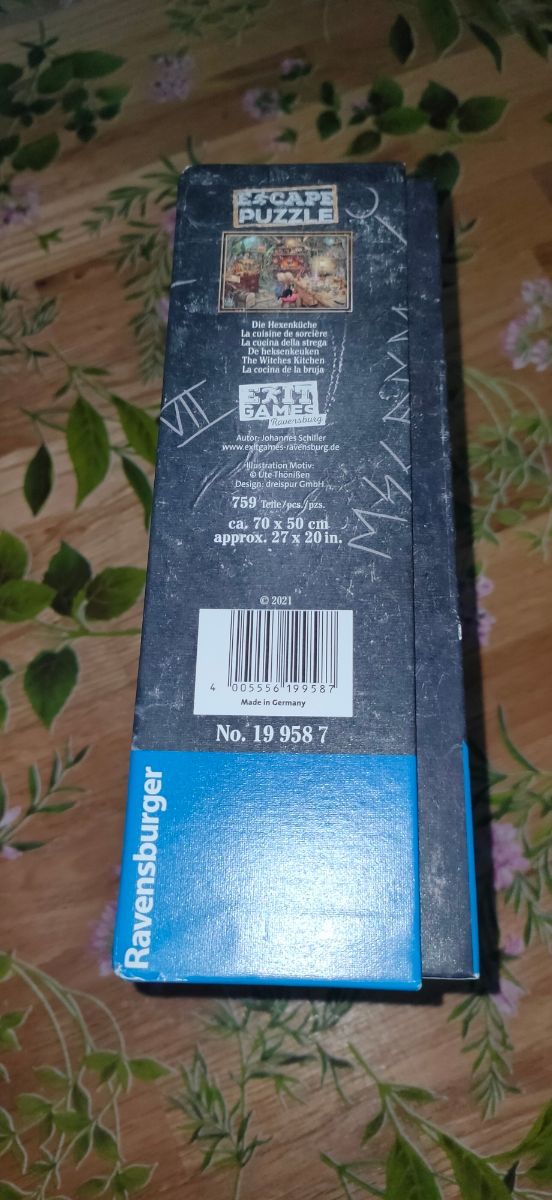 ESCAPE
PUZZLE
Die Hexenküche
La cuisine de sorcière
La cucina della strega
De heksenkeuken
The Witches Kitchen
La cocina de la bruja
EXIT
GAMES
Ravensburg
VII
Autor: Johannes Schiller
www.exitgames-ravensburg.de
Illustration Motiv:
© Ute Thönißen
Design: dreispur GmbH
759 Teile/pcs./pzs.
ca. 70 x 50 cm
approx. 27 x 20 in.
© 2021
4 005556 199587
Made in Germany
No. 19 958 7
Ravensburger